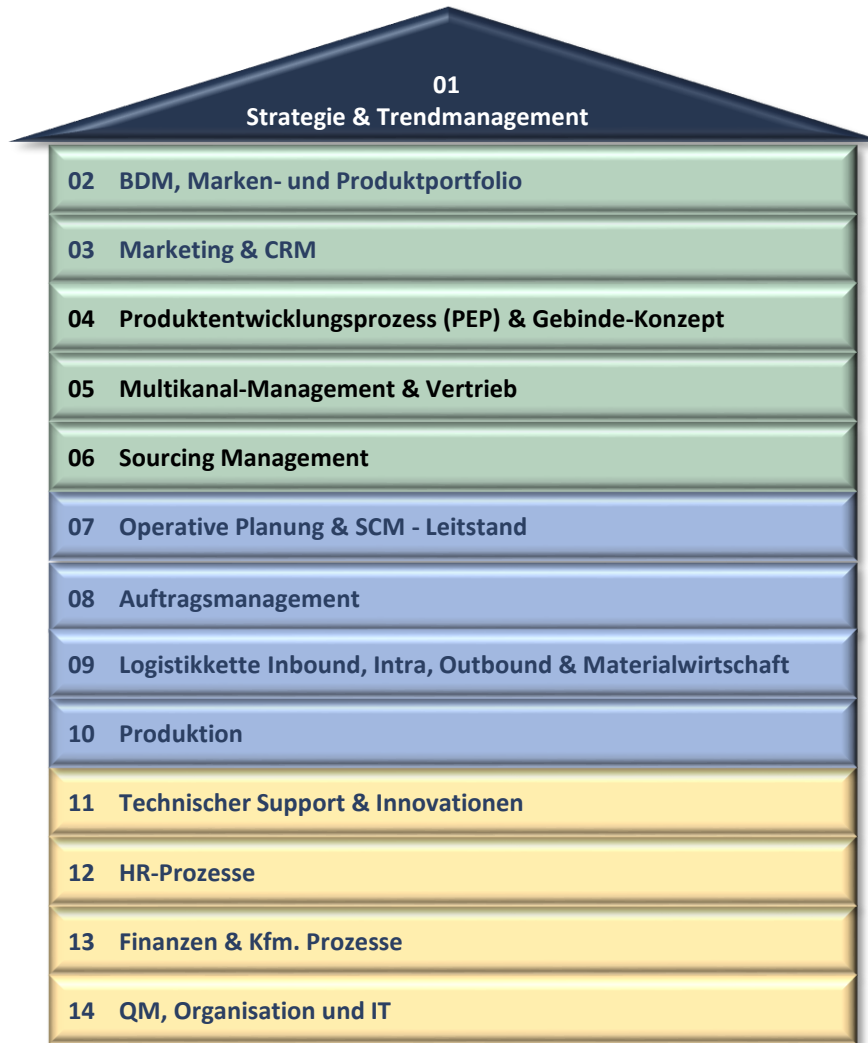 01
Strategie & Trendmanagement
02 BDM, Marken- und Produktportfolio
03 Marketing & CRM
04 Produktentwicklungsprozess (PEP) & Gebinde-Konzept
05 Multikanal-Management & Vertrieb
06 Sourcing Management
07 Operative Planung & SCM - Leitstand
08 Auftragsmanagement
09 Logistikkette Inbound, Intra, Outbound & Materialwirtschaft
10 Produktion
11 Technischer Support & Innovationen
12 HR-Prozesse
13 Finanzen & Kfm. Prozesse
14 QM, Organisation und IT